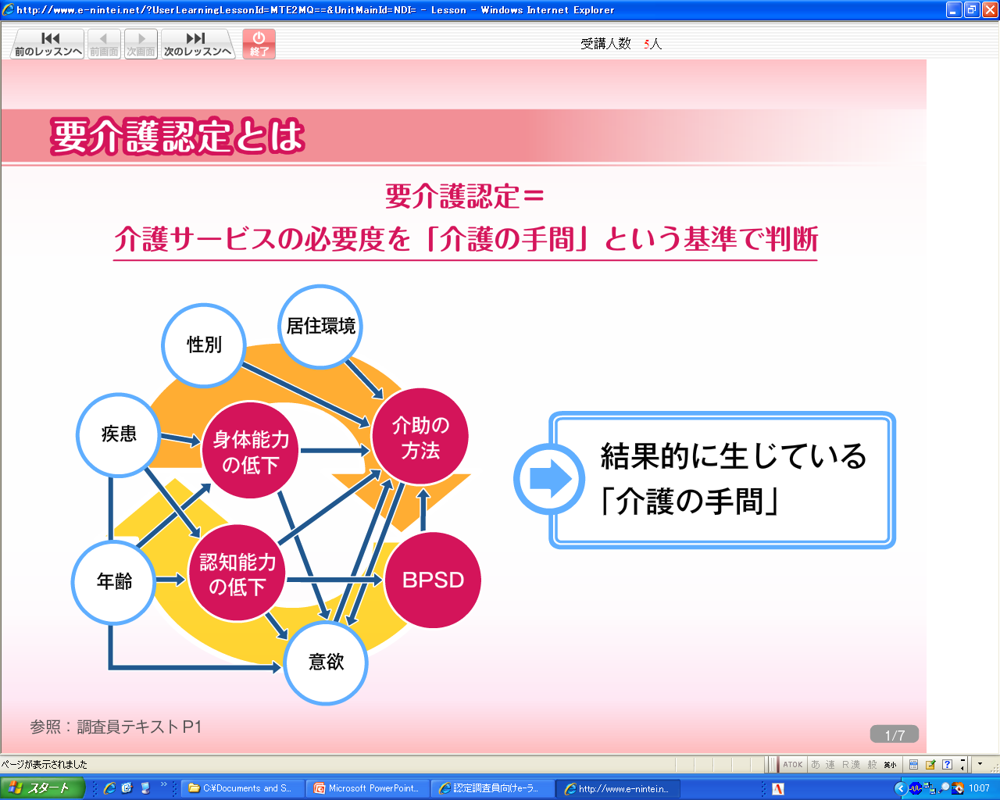 http://www.e-nintei.net/?UserLearningLessonId=MTE2MQ==&UnitMainId=NDI= - Lesson - Windows Internet Explorer
前のレッスンへ 前画面 次画面 次のレッスンへ 終了
受講人数 5人
要介護認定とは
要介護認定＝
介護サービスの必要度を「介護の手間」という基準で判断
居住環境
性別
疾患
身体能力
の低下
介助の
方法
結果的に生じている
「介護の手間」
年齢
認知能力
の低下
BPSD
意欲
参照：調査員テキストP1
1/7
ページが表示されました
ATOK あ 連 R漢 般 英小
スタート
C:¥Documents and S...
Microsoft PowerPoint...
認定調査員向けe-ラ...
http://www.e-nintei.n...
A
10:07